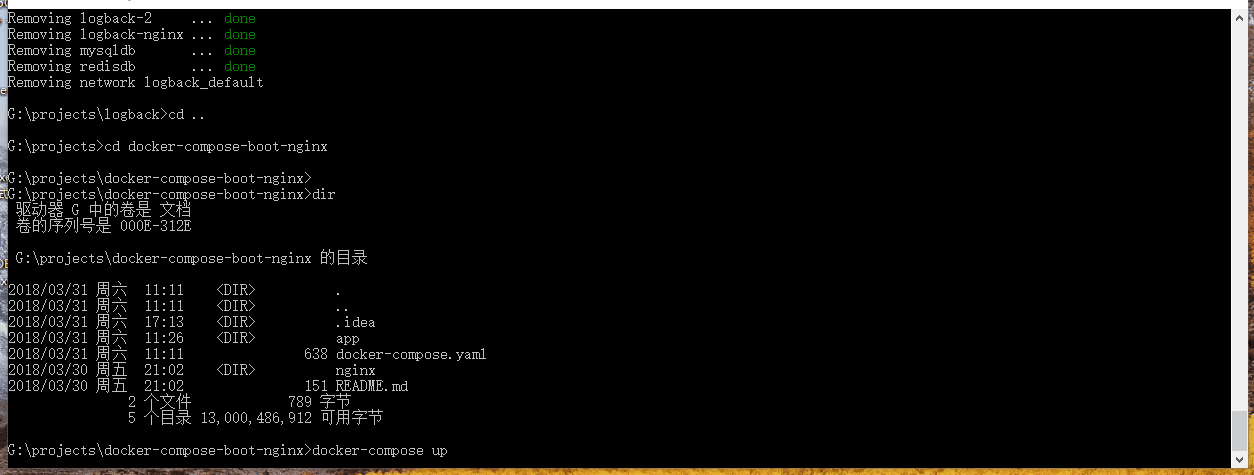 Removing logback-2     ... done
Removing logback-nginx ... done
Removing mysqldb       ... done
Removing redisdb       ... done
Removing network logback_default
G:\projects\logback>cd ..
G:\projects>cd docker-compose-boot-nginx
G:\projects\docker-compose-boot-nginx>
G:\projects\docker-compose-boot-nginx>dir
驱动器 G 中的卷是 文档
卷的序列号是 000E-312E
G:\projects\docker-compose-boot-nginx 的目录
2018/03/31 周六  11:11    <DIR>          .
2018/03/31 周六  11:11    <DIR>          ..
2018/03/31 周六  17:13    <DIR>          .idea
2018/03/31 周六  11:26    <DIR>          app
2018/03/31 周六  11:11               638 docker-compose.yaml
2018/03/30 周五  21:02    <DIR>          nginx
2018/03/30 周五  21:02               151 README.md
2 个文件            789 字节
5 个目录 13,000,486,912 可用字节
G:\projects\docker-compose-boot-nginx>docker-compose up